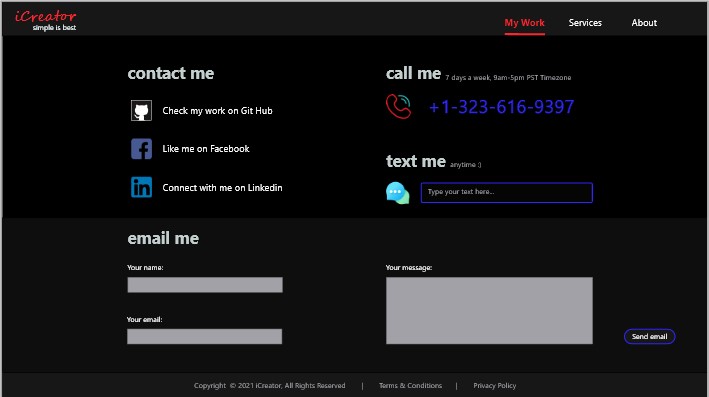 iCreator
simple is best
My Work Services About
contact me
Check my work on Git Hub
Like me on Facebook
Connect with me on Linkedin
call me 7 days a week, 9am-5pm PST Timezone
+1-323-616-9397
text me anytime :)
Type your text here...
email me
Your name:
Your email:
Your message:
Send email
Copyright © 2021 iCreator, All Rights Reserved | Terms & Conditions | Privacy Policy